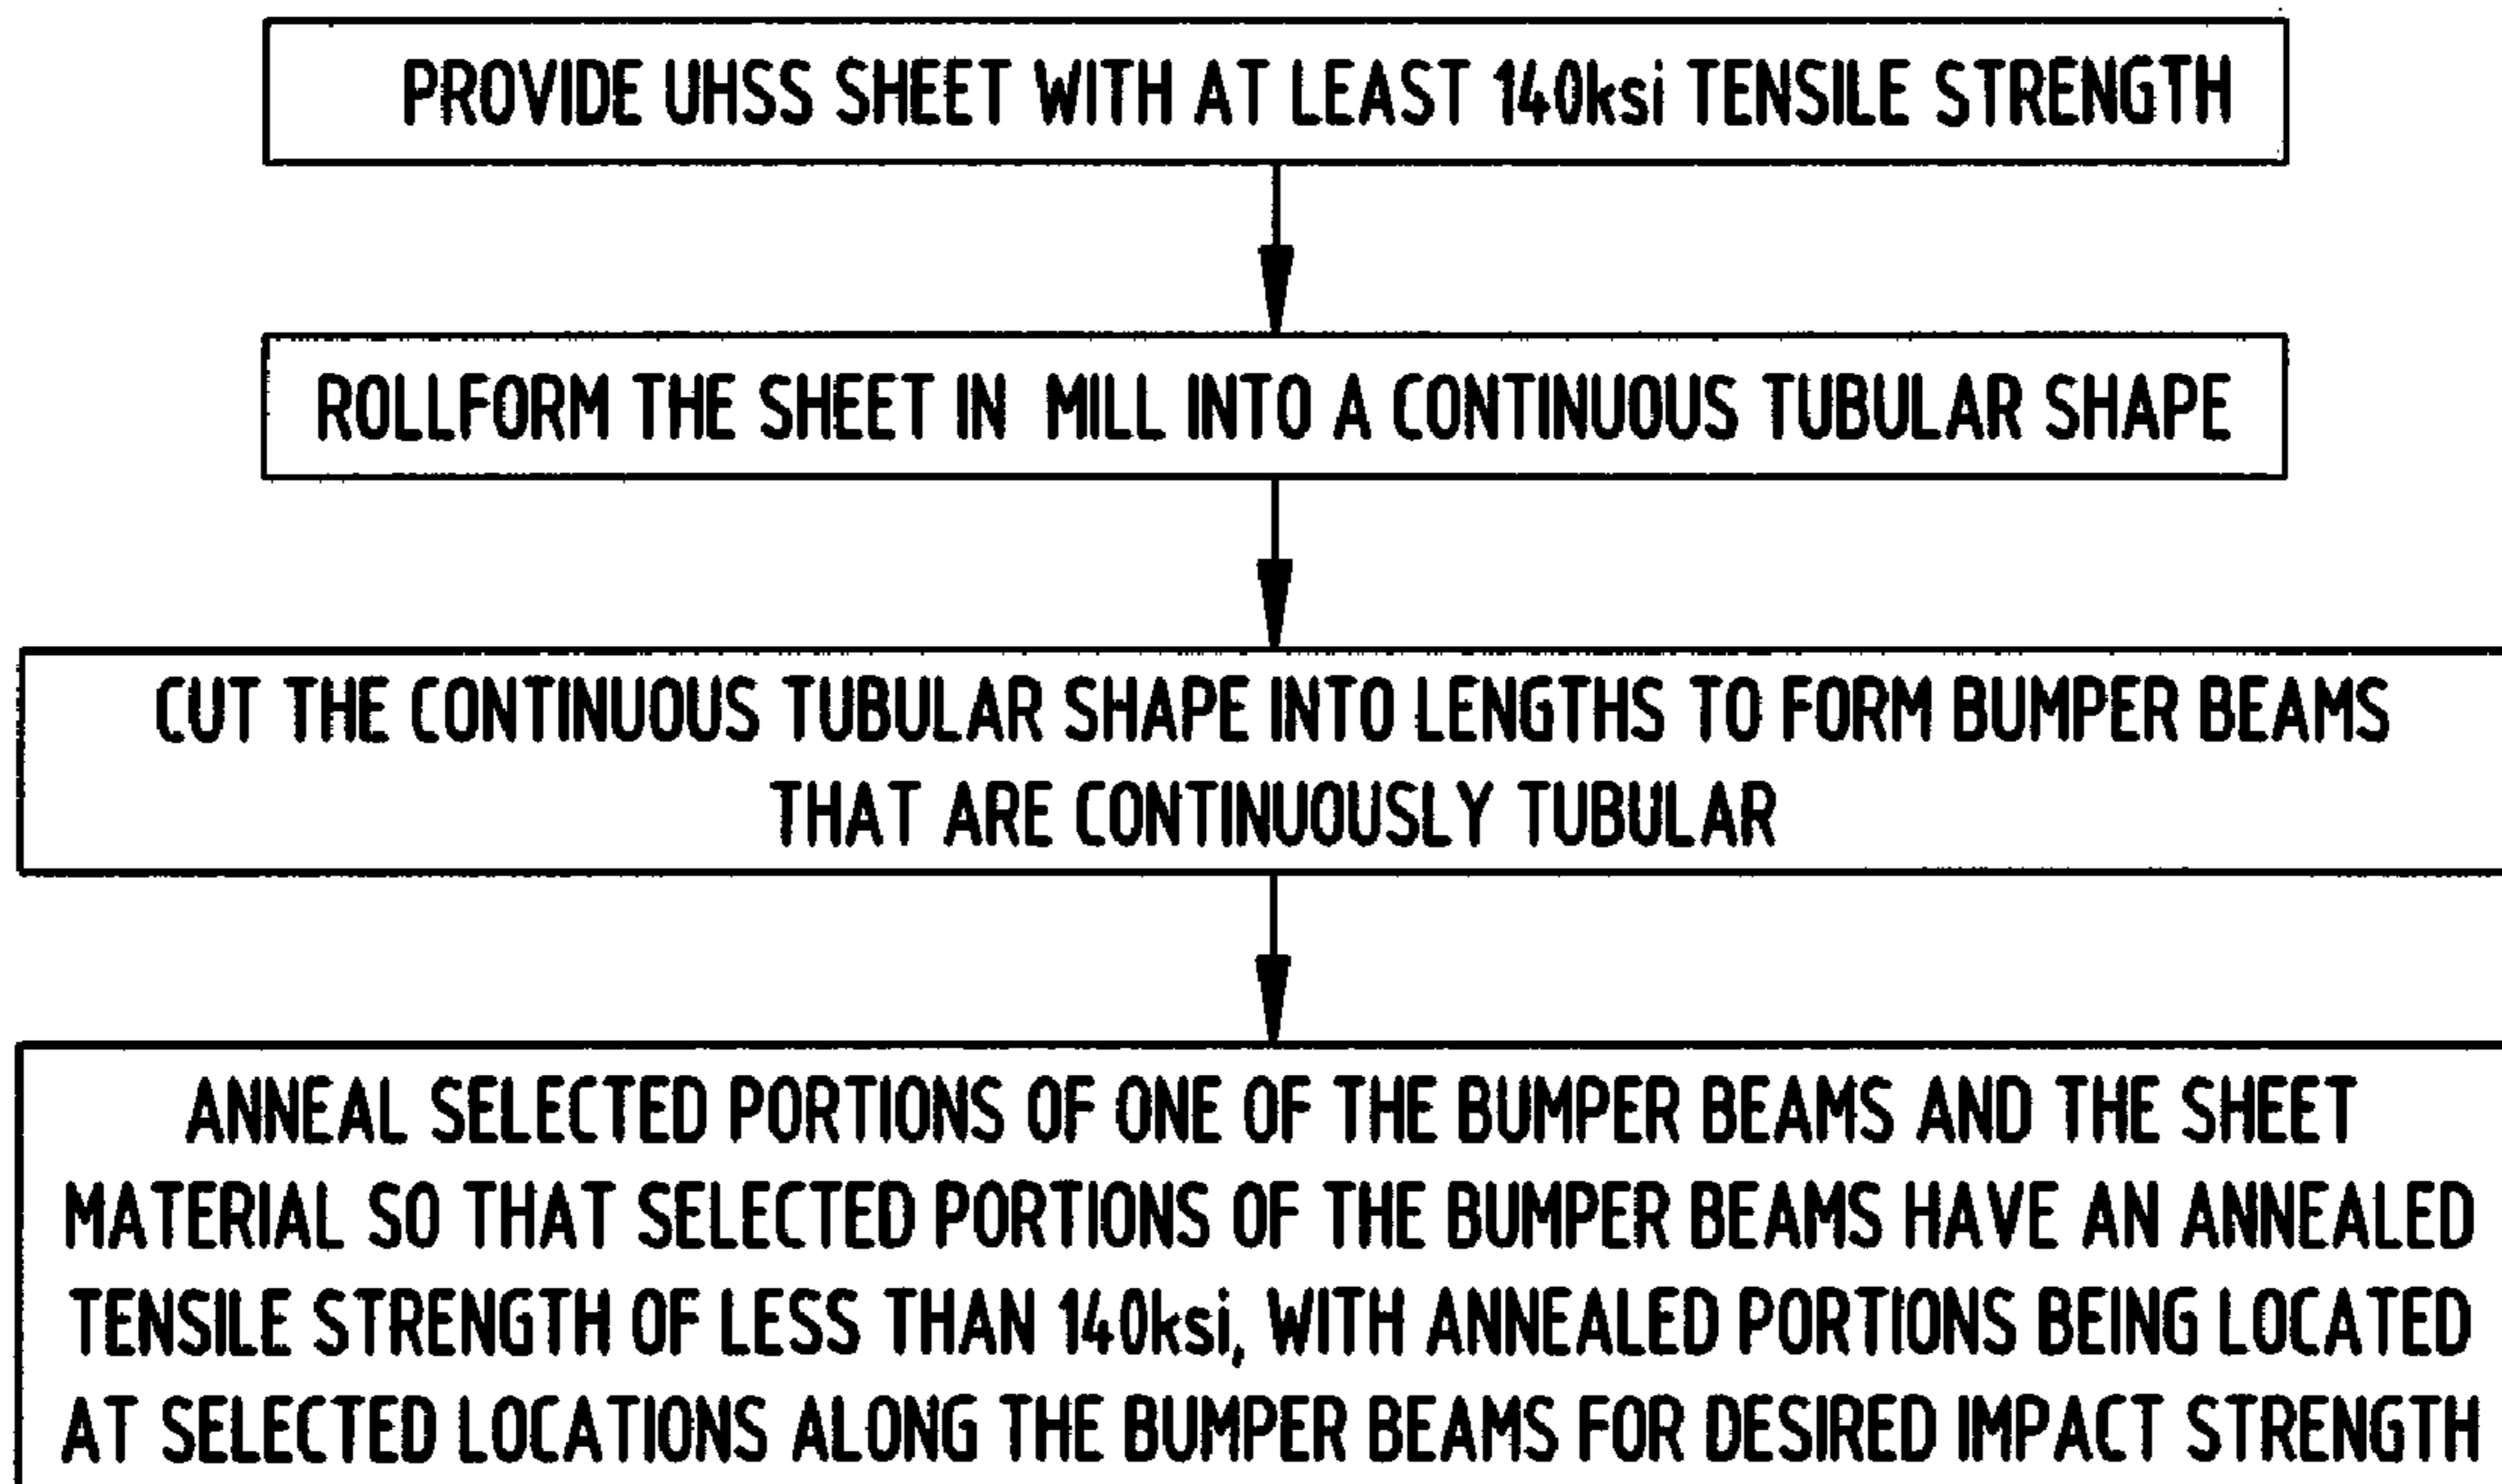 PROVIDE UHSS SHEET WITH AT LEAST 140ksi TENSILE STRENGTH
ROLLFORM THE SHEET IN MILL INTO A CONTINUOUS TUBULAR SHAPE
CUT THE CONTINUOUS TUBULAR SHAPE INTO LENGTHS TO FORM BUMPER BEAMS
THAT ARE CONTINUOUSLY TUBULAR
ANNEAL SELECTED PORTIONS OF ONE OF THE BUMPER BEAMS AND THE SHEET
MATERIAL SO THAT SELECTED PORTIONS OF THE BUMPER BEAMS HAVE AN ANNEALED
TENSILE STRENGTH OF LESS THAN 140ksi, WITH ANNEALED PORTIONS BEING LOCATED
AT SELECTED LOCATIONS ALONG THE BUMPER BEAMS FOR DESIRED IMPACT STRENGTH